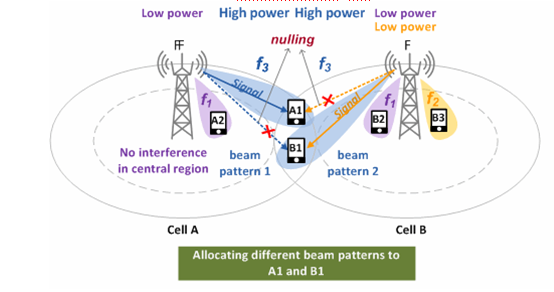 Low power
High power
High power
Low power
Low power
nulling
FF
F
f3
f3
Signal
Signal
f1
f1
f2
A1
A2
B1
B2
B3
No interference
in central region
beam
pattern 1
beam
pattern 2
Cell A
Cell B
Allocating different beam patterns to
A1 and B1